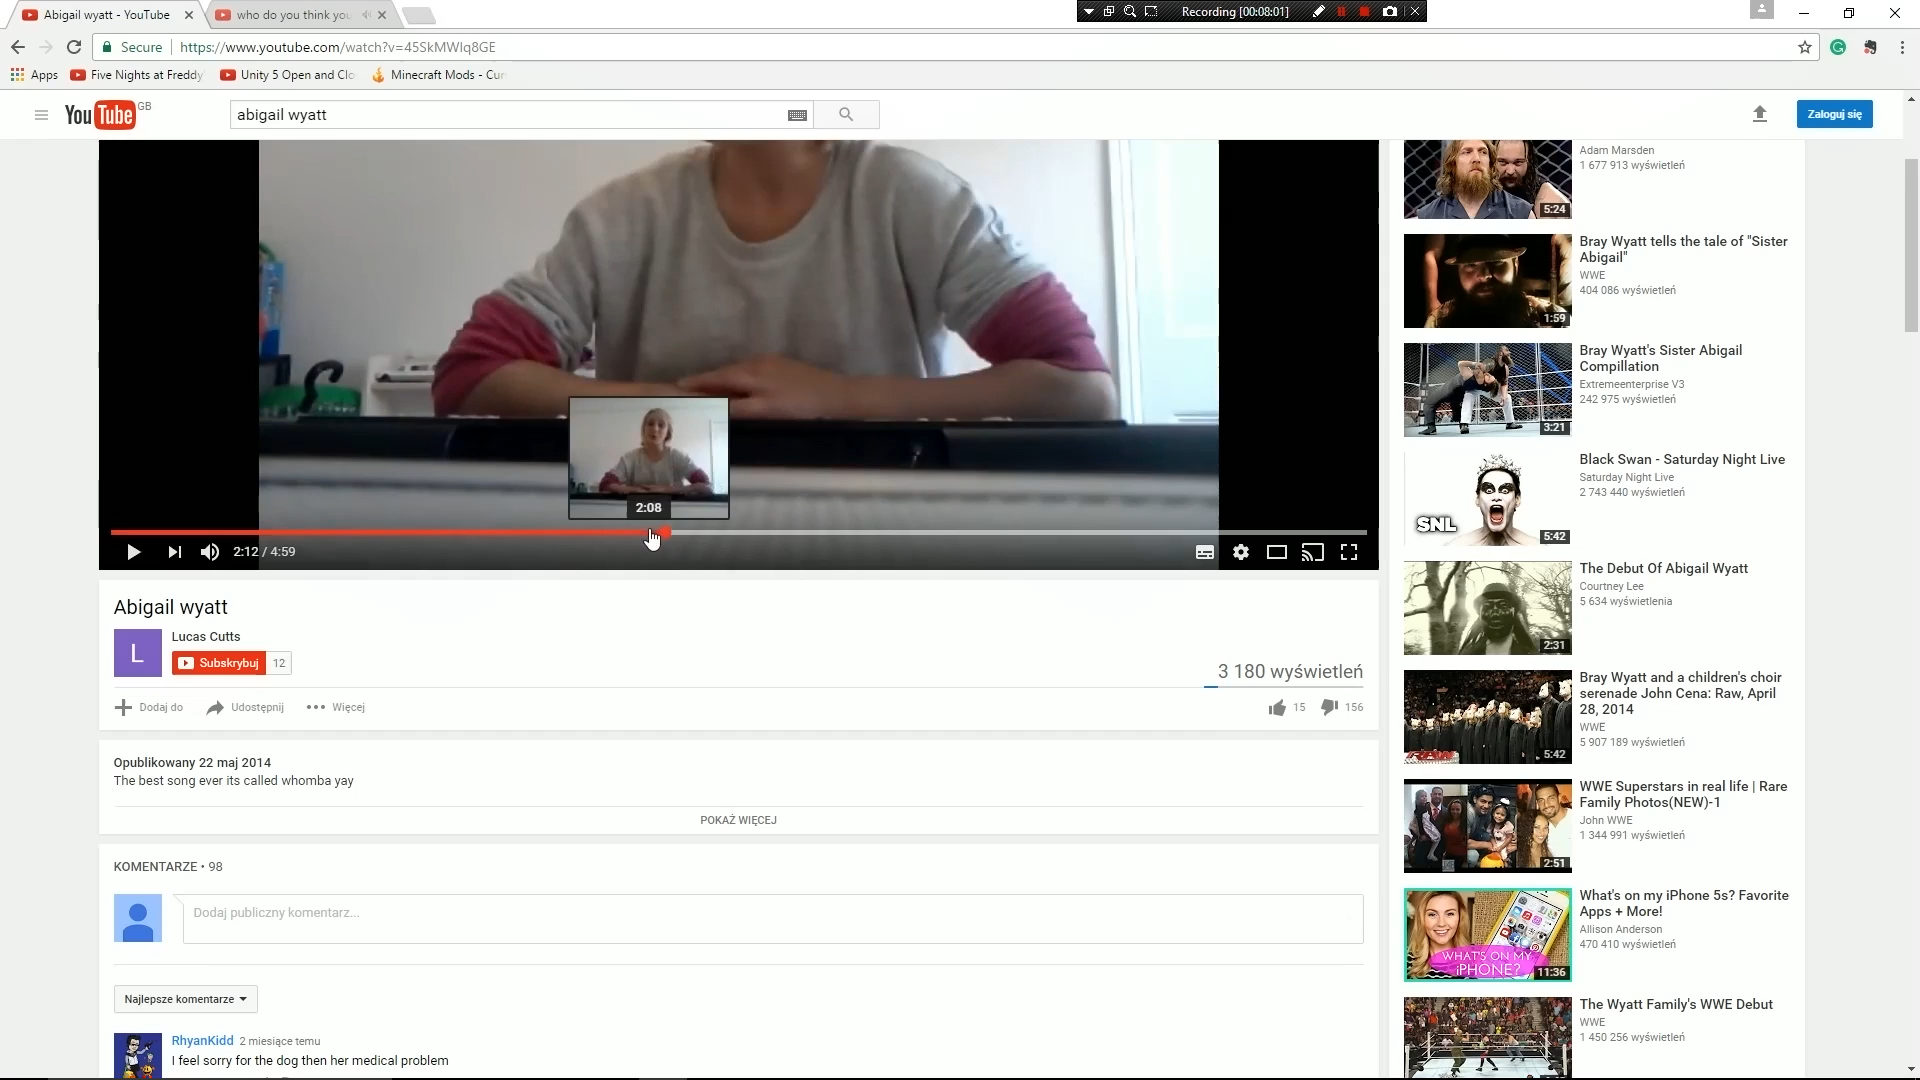 Abigail wyatt - YouTube
who do you think you
Recording [00:08:01]
Secure
https://www.youtube.com/watch?v=45SkMWIq8GE
Apps
Five Nights at Freddy
Unity 5 Open and Clo
Minecraft Mods - Cur
YouTube GB
abigail wyatt
Zaloguj się
2:08
2:12 / 4:59
Abigail wyatt
L
Lucas Cutts
Subskrybuj 12
3 180 wyświetleń
Dodaj do
Udostępnij
Więcej
15
156
Opublikowany 22 maj 2014
The best song ever its called whomba yay
POKAŻ WIĘCEJ
KOMENTARZE • 98
Dodaj publiczny komentarz...
Najlepsze komentarze
RhyanKidd 2 miesiące temu
I feel sorry for the dog then her medical problem
Adam Marsden
1 677 913 wyświetleń
5:24
Bray Wyatt tells the tale of "Sister
Abigail"
WWE
404 086 wyświetleń
1:59
Bray Wyatt's Sister Abigail
Compillation
Extremeenterprise V3
242 975 wyświetleń
3:21
Black Swan - Saturday Night Live
Saturday Night Live
2 743 440 wyświetleń
SNL
5:42
The Debut Of Abigail Wyatt
Courtney Lee
5 634 wyświetlenia
2:31
Bray Wyatt and a children's choir
serenade John Cena: Raw, April
28, 2014
WWE
5 907 189 wyświetleń
RAW
5:42
WWE Superstars in real life | Rare
Family Photos(NEW)-1
John WWE
1 344 991 wyświetleń
2:51
What's on my iPhone 5s? Favorite
Apps + More!
Allison Anderson
470 410 wyświetleń
WHAT'S ON MY
iPHONE?
11:36
The Wyatt Family's WWE Debut
WWE
1 450 256 wyświetleń